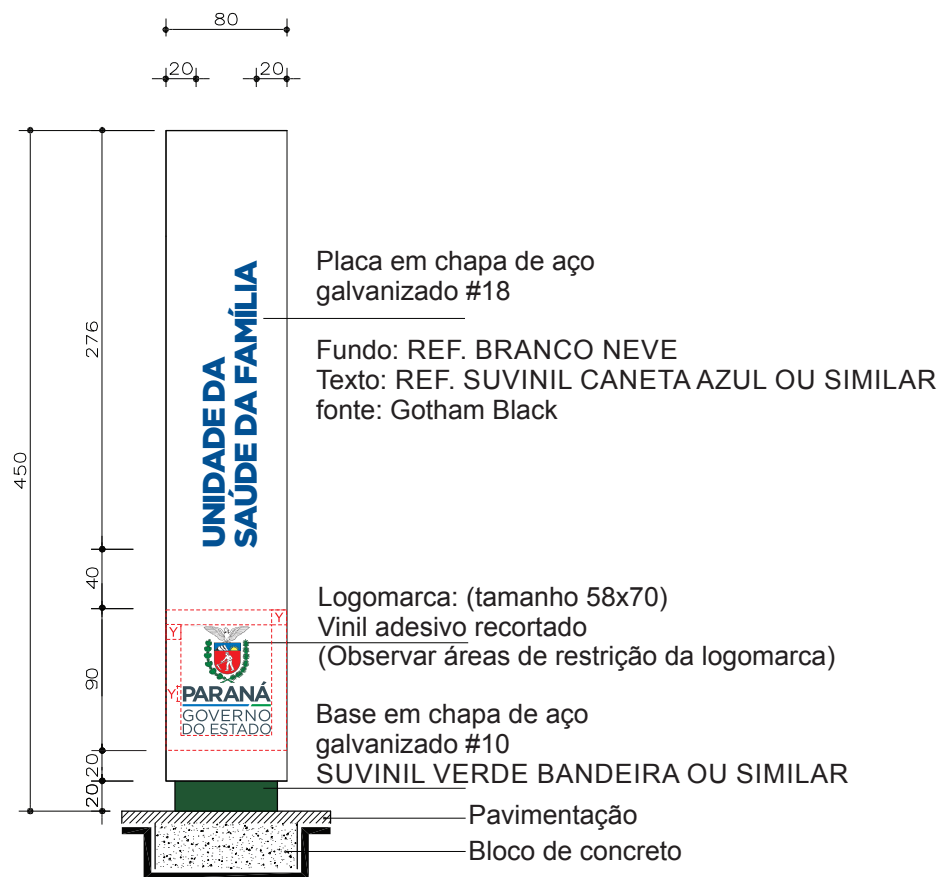 80
20
20
Placa em chapa de aço
galvanizado #18
Fundo: REF. BRANCO NEVE
Texto: REF. SUVINIL CANETA AZUL OU SIMILAR
fonte: Gotham Black
UNIDADE DA
SAÚDE DA FAMÍLIA
276
450
40
90
20
20
Logomarca: (tamanho 58x70)
Vinil adesivo recortado
(Observar áreas de restrição da logomarca)
Y
Y
Y
PARANÁ
GOVERNO
DO ESTADO
Base em chapa de aço
galvanizado #10
SUVINIL VERDE BANDEIRA OU SIMILAR
Pavimentação
Bloco de concreto